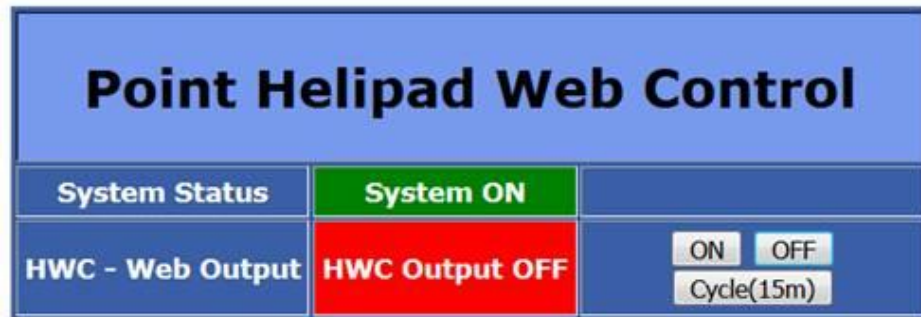 Point Helipad Web Control
System Status System ON
HWC - Web Output HWC Output OFF ON OFF
Cycle(15m)